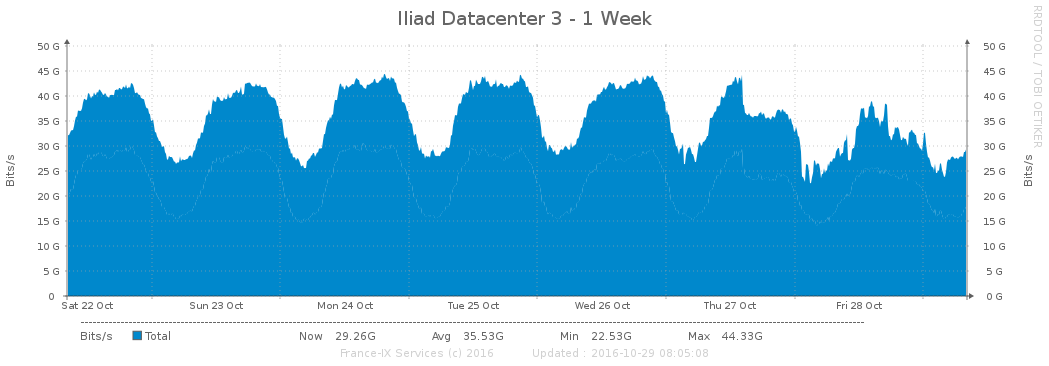 Iliad Datacenter 3 - 1 Week
RRDTOOL / TOBI OETIKER
Bits/s
50 G
45 G
40 G
35 G
30 G
25 G
20 G
15 G
10 G
5 G
0
50 G
45 G
40 G
35 G
30 G
25 G
20 G
15 G
10 G
5 G
0 G
Bits/s
Sat 22 Oct Sun 23 Oct Mon 24 Oct Tue 25 Oct Wed 26 Oct Thu 27 Oct Fri 28 Oct
Bits/s Total Now 29.26G Avg 35.53G Min 22.53G Max 44.33G
France-IX Services (c) 2016 Updated : 2016-10-29 08:05:08